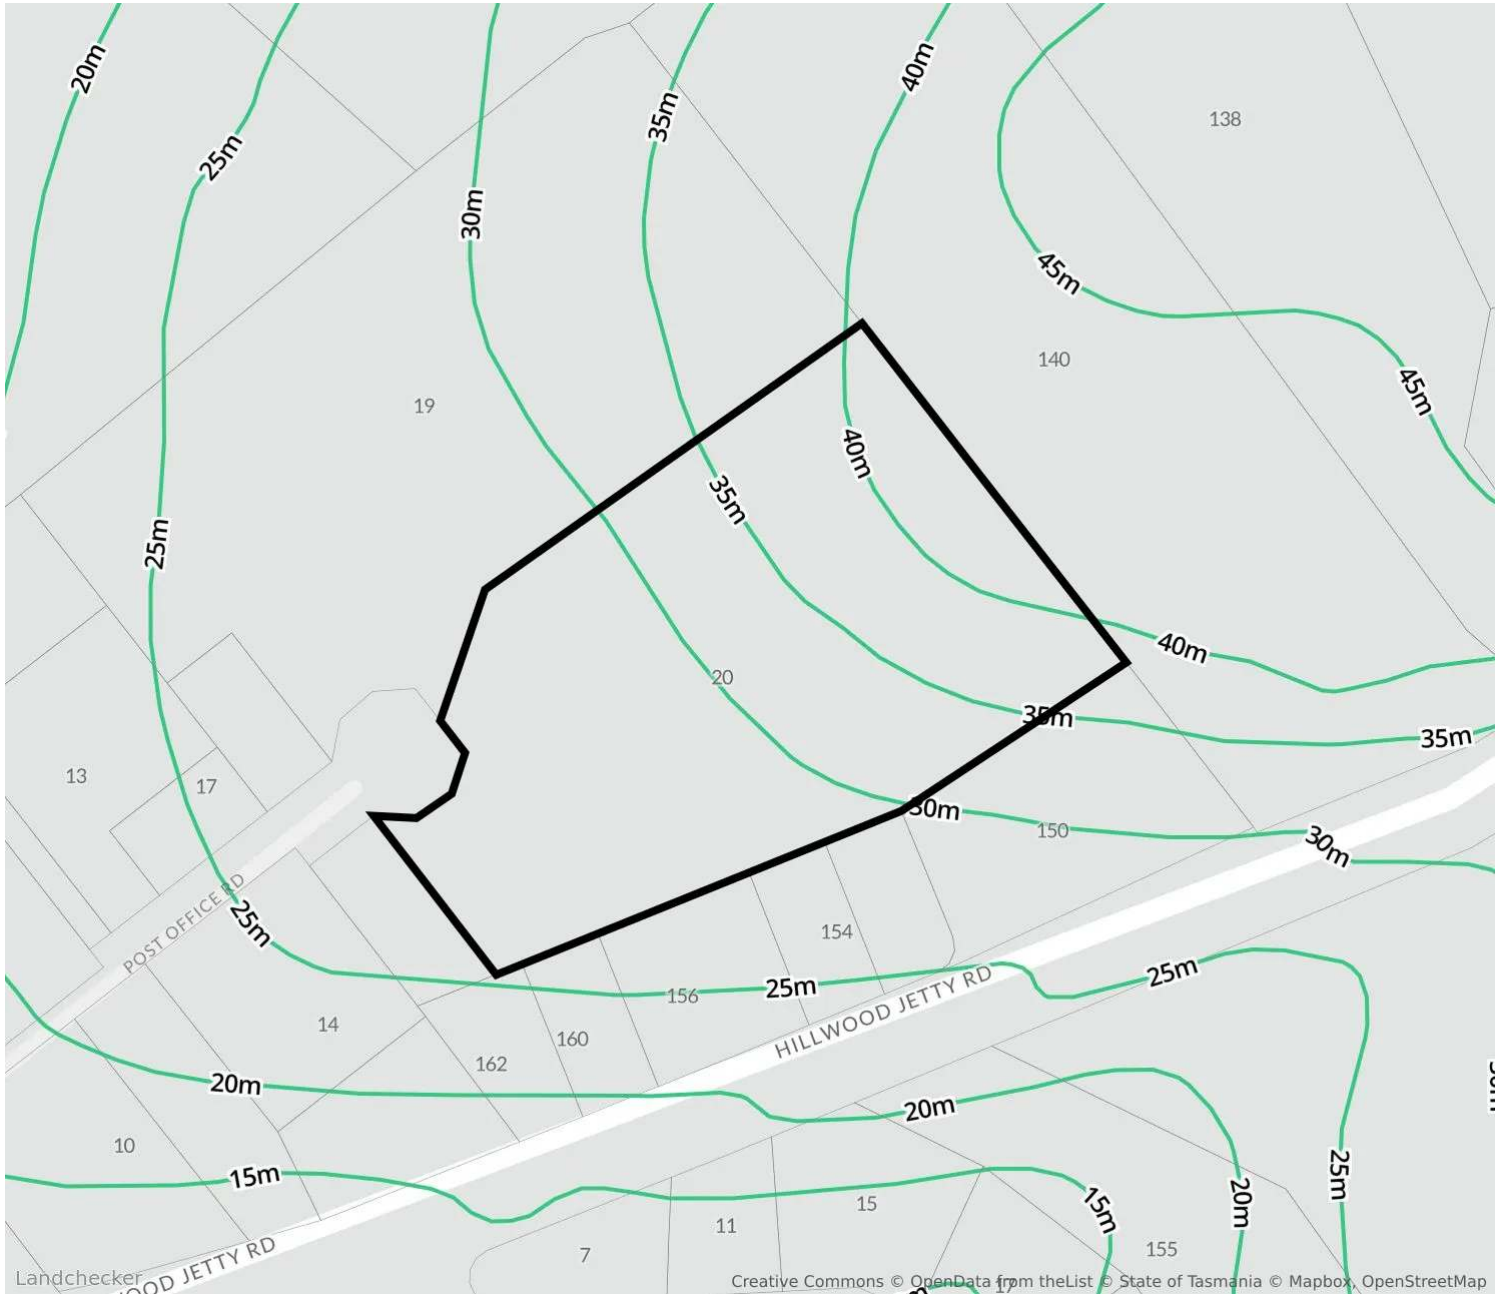 20m
40m
35m
138
25m
30m
45m
140
45m
19
40m
35m
25m
40m
20
35m
35m
13
17
30m
150
30m
POST OFFICE RD
25m
154
25m
25m
156
HILLWOOD JETTY RD
14
160
162
20m
20m
10
15m
25m
20m
15m
15
11
155
7
OOD JETTY RD
17
Landchecker
Creative Commons © OpenData from theList © State of Tasmania © Mapbox, OpenStreetMap